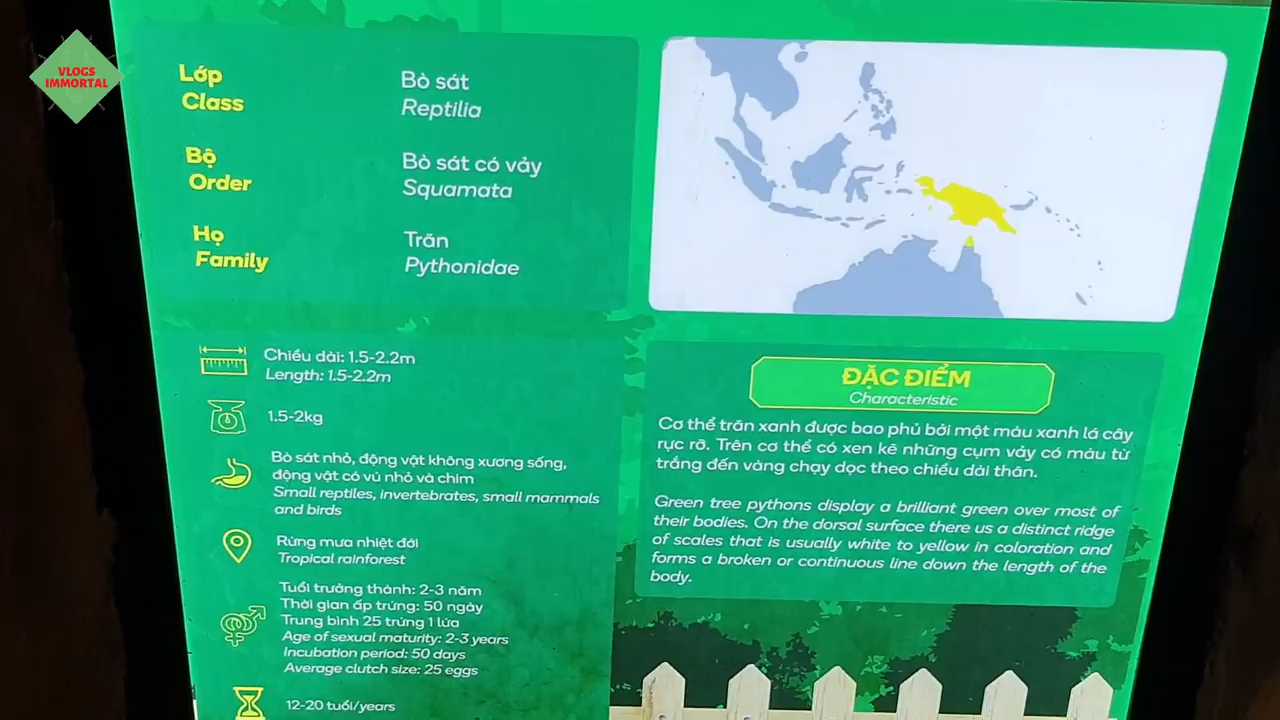 VLOGS
IMMORTAL
Lớp
Class
Bò sát
Reptilia
Bộ
Order
Bò sát có vảy
Squamata
Họ
Family
Trăn
Pythonidae
Chiều dài: 1.5-2.2m
Length: 1.5-2.2m
1.5-2kg
Bò sát nhỏ, động vật không xương sống,
động vật có vú nhỏ và chim
Small reptiles, invertebrates, small mammals
and birds
Rừng mưa nhiệt đới
Tropical rainforest
Tuổi trưởng thành: 2-3 năm
Thời gian ấp trứng: 50 ngày
Trung bình 25 trứng 1 lứa
Age of sexual maturity: 2-3 years
Incubation period: 50 days
Average clutch size: 25 eggs
12-20 tuổi/years
ĐẶC ĐIỂM
Characteristic
Cơ thể trăn xanh được bao phủ bởi một màu xanh lá cây
rực rỡ. Trên cơ thể có xen kẽ những cụm vảy có màu từ
trắng đến vàng chạy dọc theo chiều dài thân.
Green tree pythons display a brilliant green over most of
their bodies. On the dorsal surface there us a distinct ridge
of scales that is usually white to yellow in coloration and
forms a broken or continuous line down the length of the
body.